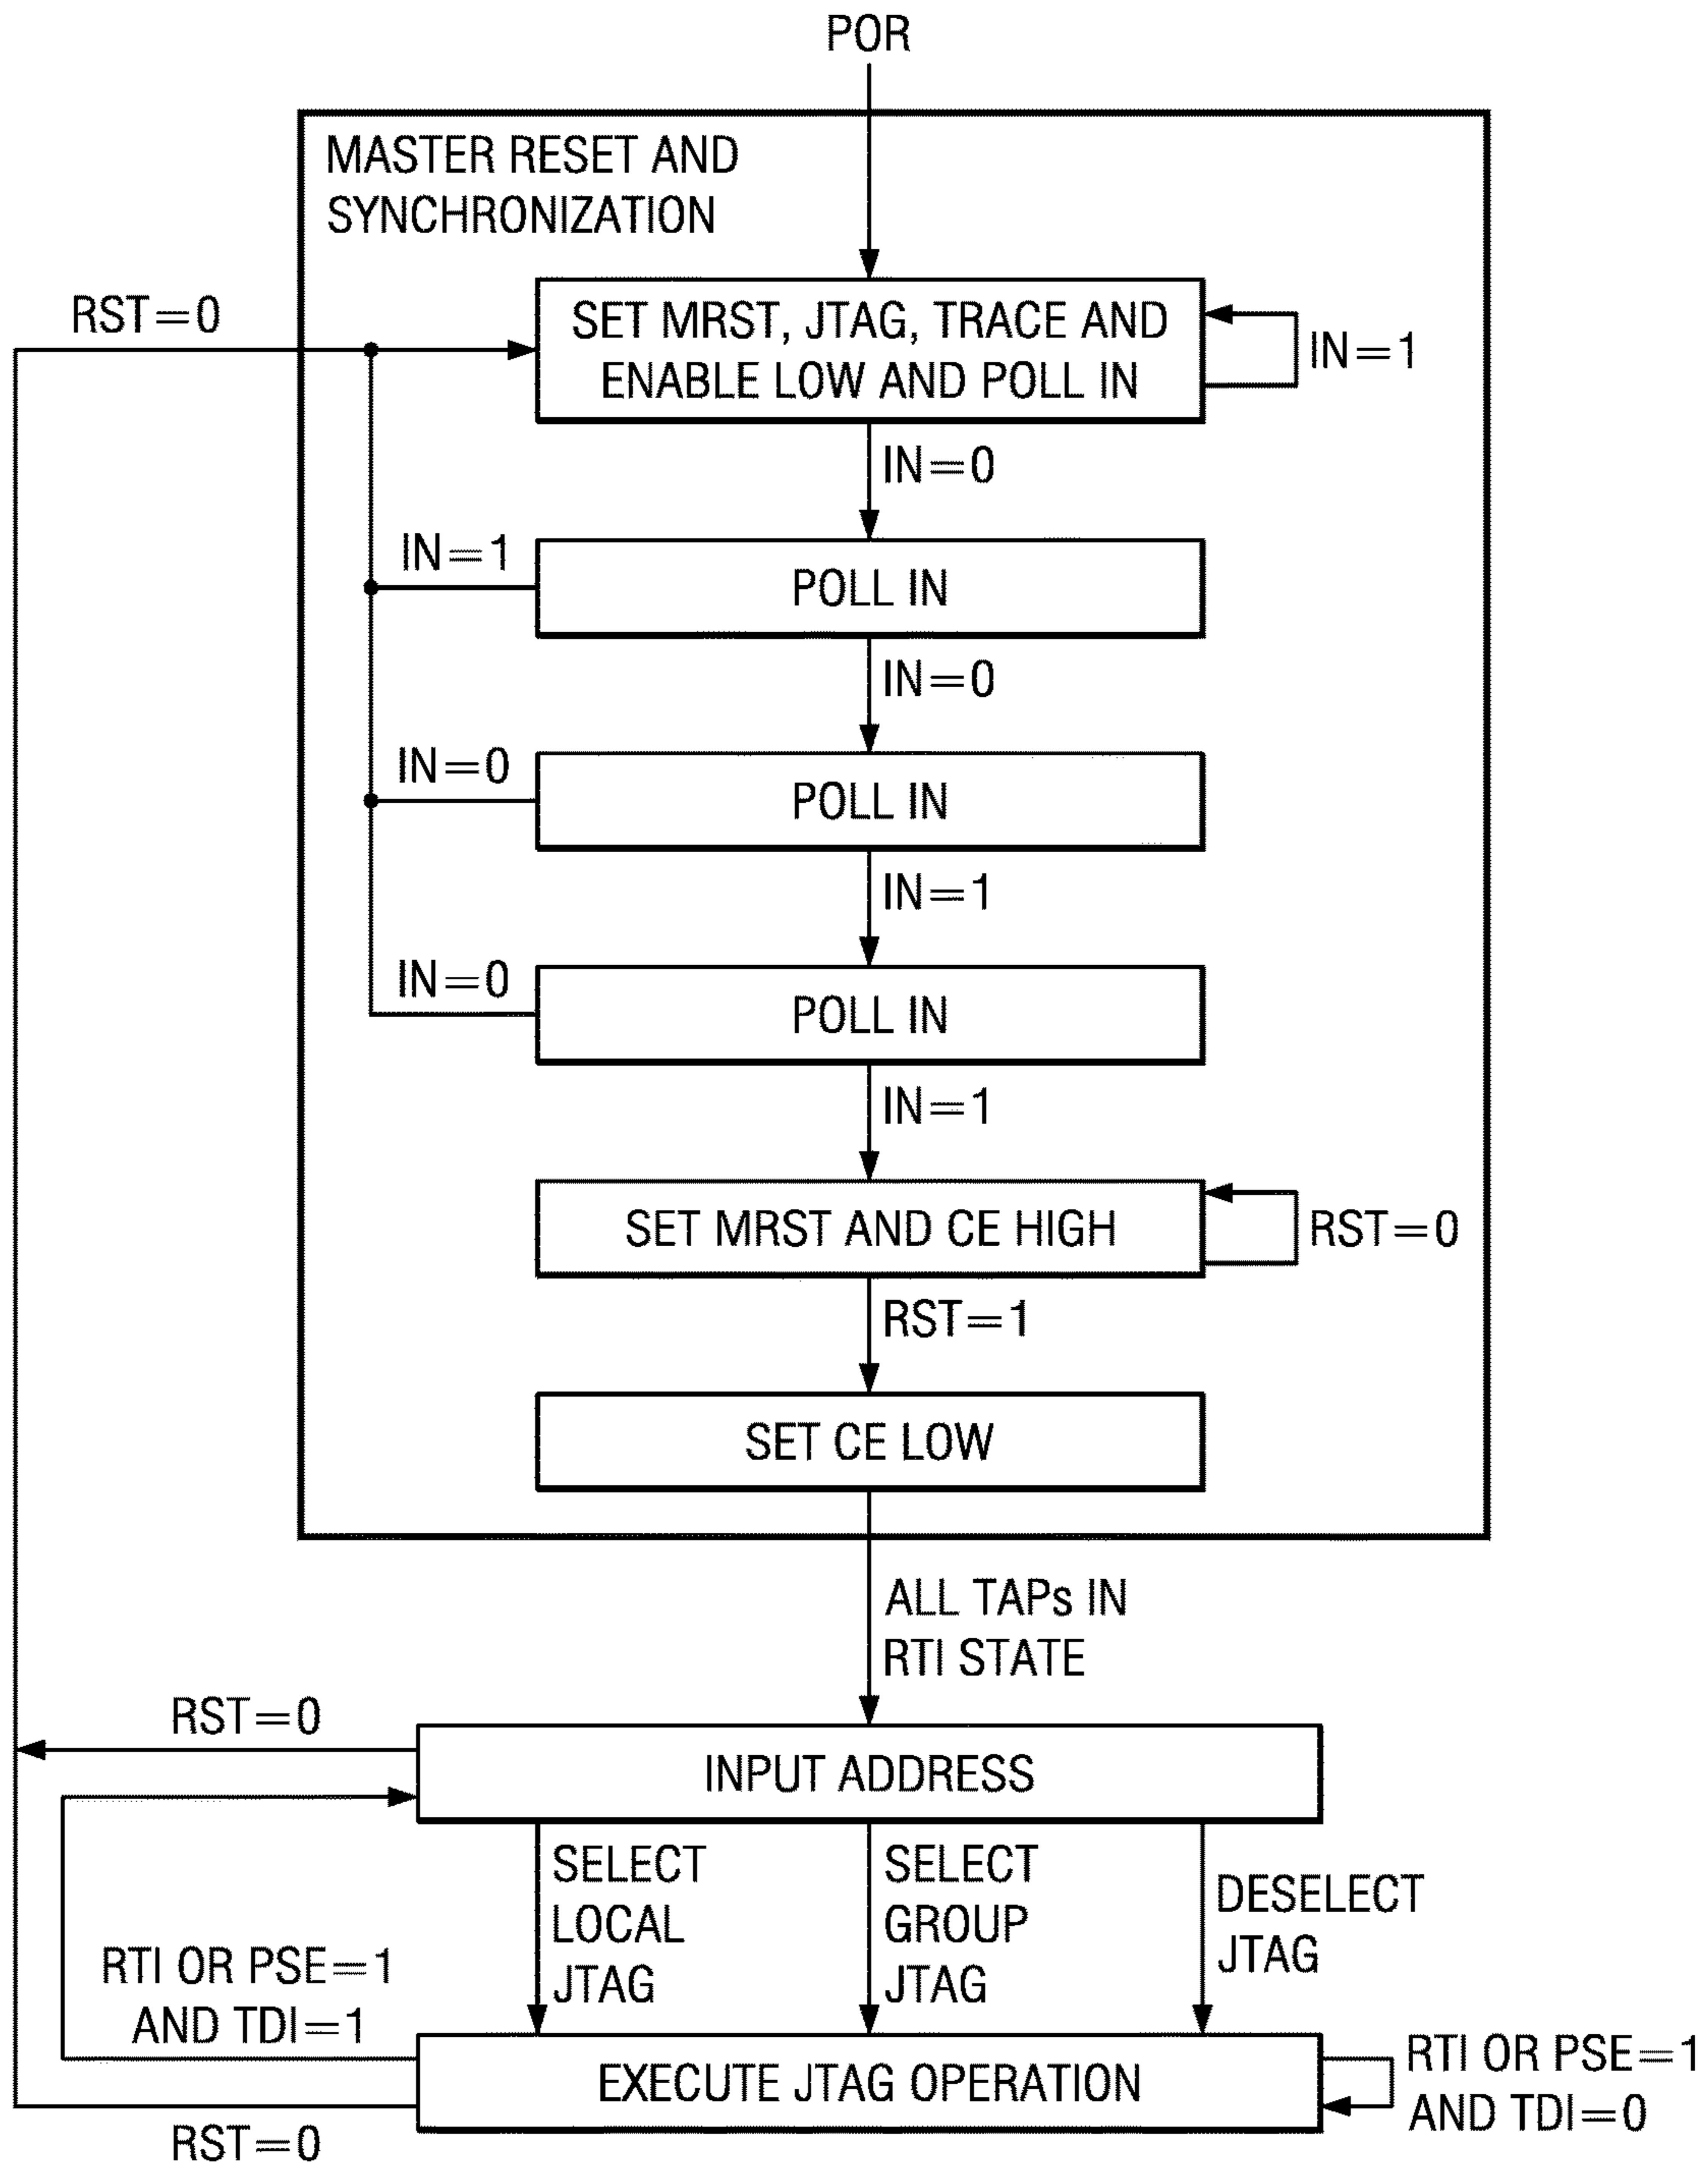 POR
MASTER RESET AND
SYNCHRONIZATION
RST=0
SET MRST, JTAG, TRACE AND
ENABLE LOW AND POLL IN
IN=1
IN=0
IN=1
POLL IN
IN=0
IN=0
POLL IN
IN=1
IN=0
POLL IN
IN=1
SET MRST AND CE HIGH
RST=0
RST=1
SET CE LOW
ALL TAPs IN
RTI STATE
RST=0
INPUT ADDRESS
SELECT
LOCAL
JTAG
SELECT
GROUP
JTAG
DESELECT
JTAG
RTI OR PSE=1
AND TDI=1
EXECUTE JTAG OPERATION
RTI OR PSE=1
AND TDI=0
RST=0